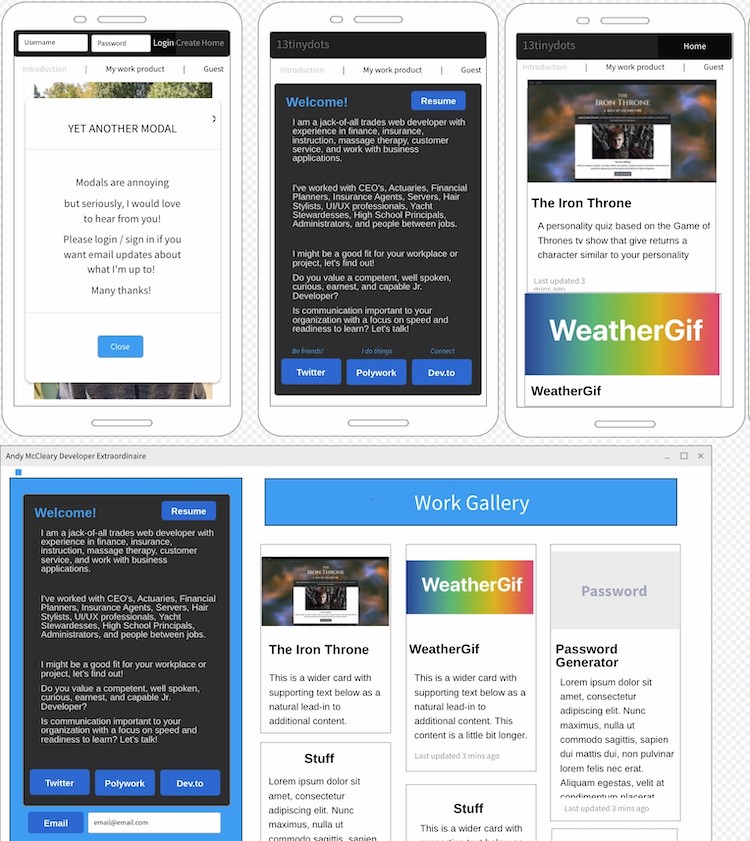 Username
Password
Login
Create
Home
Introduction | My work product | Guest
YET ANOTHER MODAL
Modals are annoying
but seriously, I would love
to hear from you!
Please login / sign in if you
want email updates about
what I'm up to!
Many thanks!
Close
13tinydots
Introduction | My work product | Guest
Welcome!
Resume
I am a jack-of-all trades web developer with
experience in finance, insurance,
instruction, massage therapy, customer
service, and work with business
applications.
I've worked with CEO's, Actuaries, Financial
Planners, Insurance Agents, Servers, Hair
Stylists, UI/UX professionals, Yacht
Stewardesses, High School Principals,
Administrators, and people between jobs.
I might be a good fit for your workplace or
project, let's find out!
Do you value a competent, well spoken,
curious, earnest, and capable Jr.
Developer?
Is communication important to your
organization with a focus on speed and
readiness to learn? Let's talk!
Be friends!
I do things
Connect
Twitter
Polywork
Dev.to
13tinydots
Home
Introduction | My work product | Guest
THE
IRON THRONE
The Iron Throne
A personality quiz based on the Game of
Thrones tv show that give returns a
character similar to your personality
Last updated 3
mins ago
WeatherGif
WeatherGif
Andy McCleary Developer Extraordinaire
Welcome!
Resume
I am a jack-of-all trades web developer with
experience in finance, insurance,
instruction, massage therapy, customer
service, and work with business
applications.
I've worked with CEO's, Actuaries, Financial
Planners, Insurance Agents, Servers, Hair
Stylists, UI/UX professionals, Yacht
Stewardesses, High School Principals,
Administrators, and people between jobs.
I might be a good fit for your workplace or
project, let's find out!
Do you value a competent, well spoken,
curious, earnest, and capable Jr.
Developer?
Is communication important to your
organization with a focus on speed and
readiness to learn? Let's talk!
Twitter
Polywork
Dev.to
Email
email@email.com
Work Gallery
IRON THRONE
The Iron Throne
This is a wider card with
supporting text below as a
natural lead-in to
additional content.
Stuff
Lorem ipsum dolor sit
amet, consectetur
adipiscing elit. Nunc
maximus, nulla ut
commodo sagittis, sapien
WeatherGif
WeatherGif
This is a wider card with
supporting text below as a
natural lead-in to
additional content. This
content is a little bit longer.
Last updated 3 mins ago
Stuff
This is a wider card with
supporting text below as
Password
Password
Generator
Lorem ipsum dolor sit
amet, consectetur
adipiscing elit. Nunc
maximus, nulla ut
commodo sagittis, sapien
dui mattis dui, non pulvinar
lorem felis nec erat.
Aliquam egestas, velit at
condimentum placerat
Last updated 3 mins ago